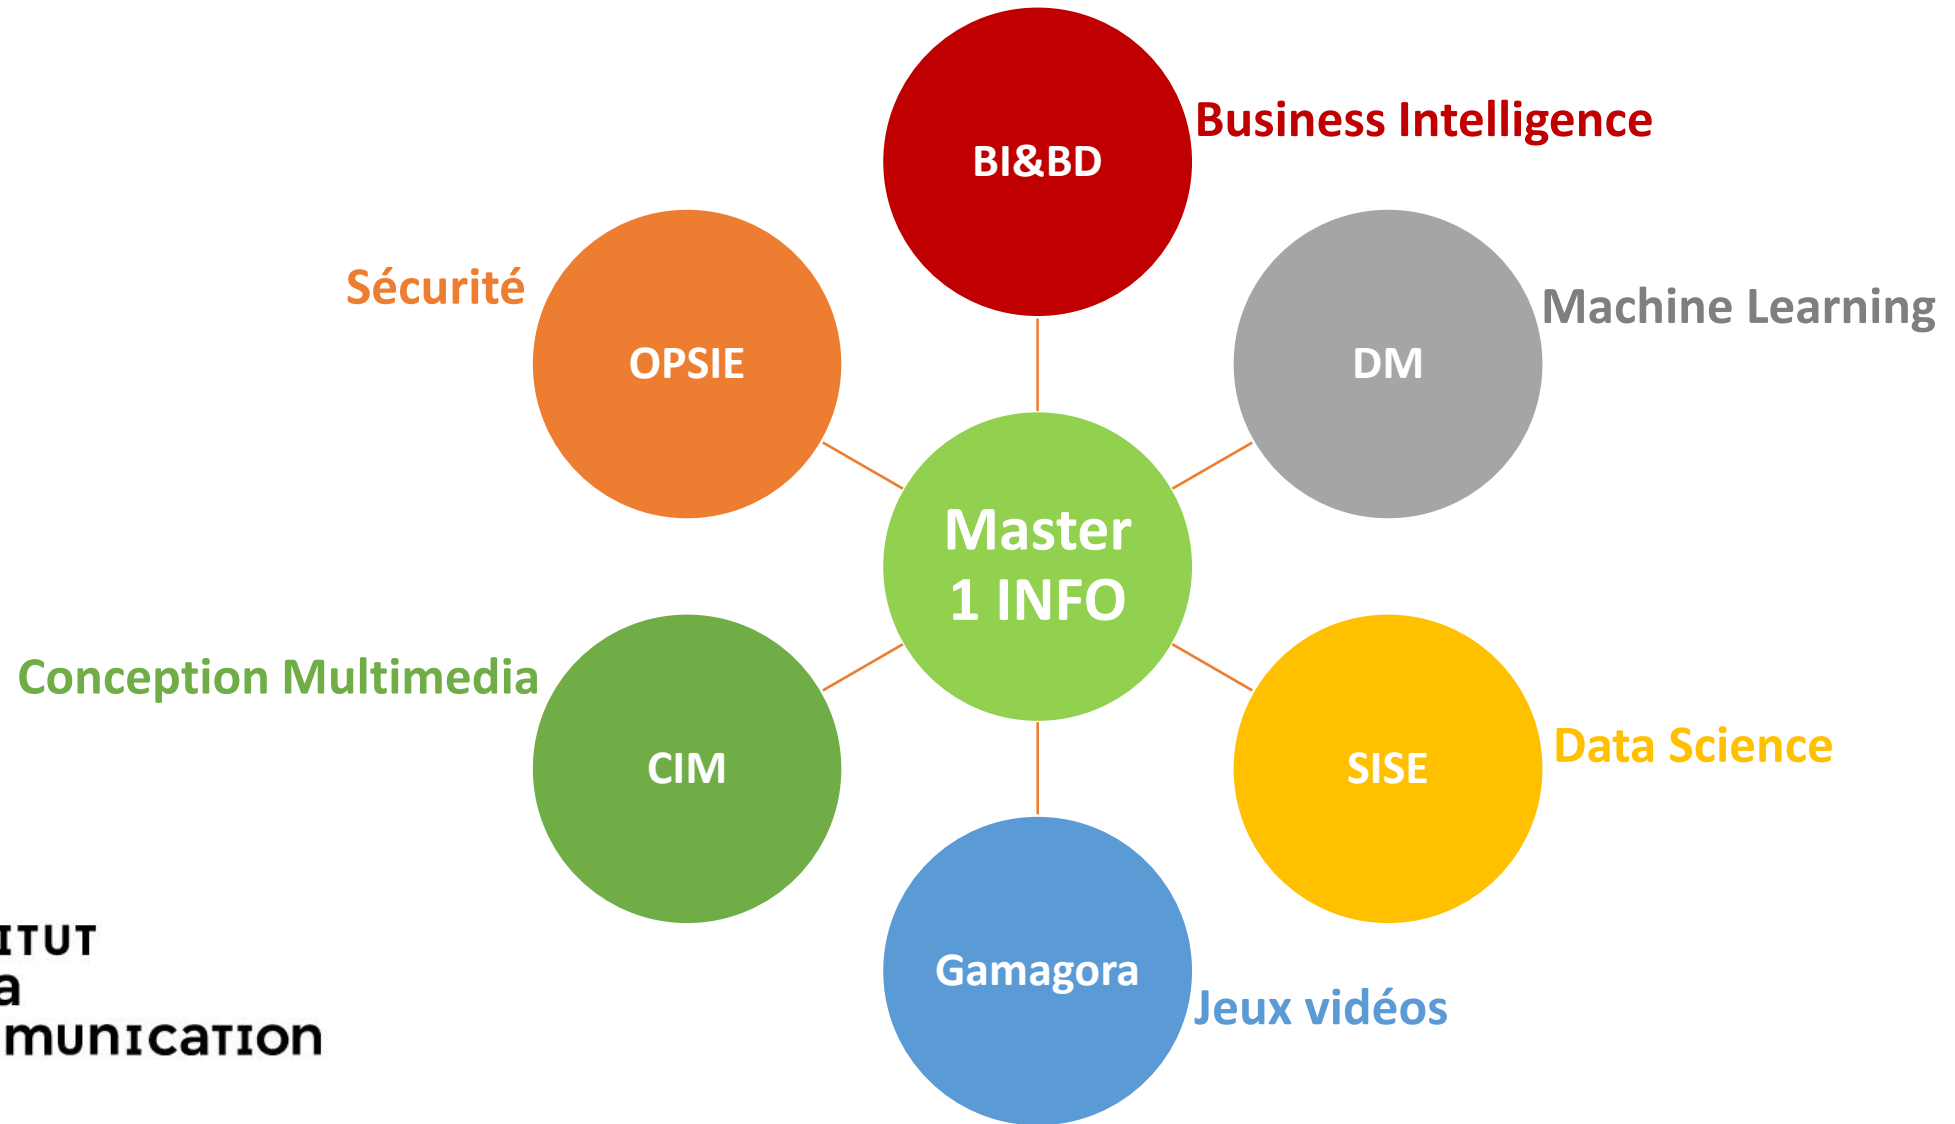 BI&BD
Business Intelligence
Sécurité
OPSIE
Machine Learning
DM
Master
1 INFO
Conception Multimedia
CIM
Data Science
SISE
Gamagora
Jeux vidéos
ITUT
a
munication